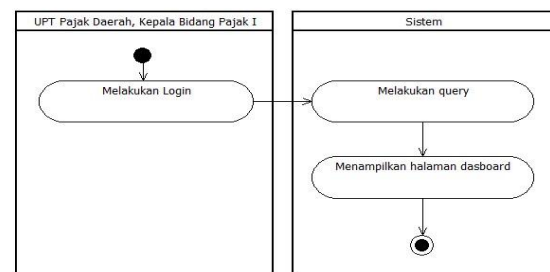 UPT Pajak Daerah, Kepala Bidang Pajak I
Sistem
Melakukan Login
Melakukan query
Menampilkan halaman dasboard